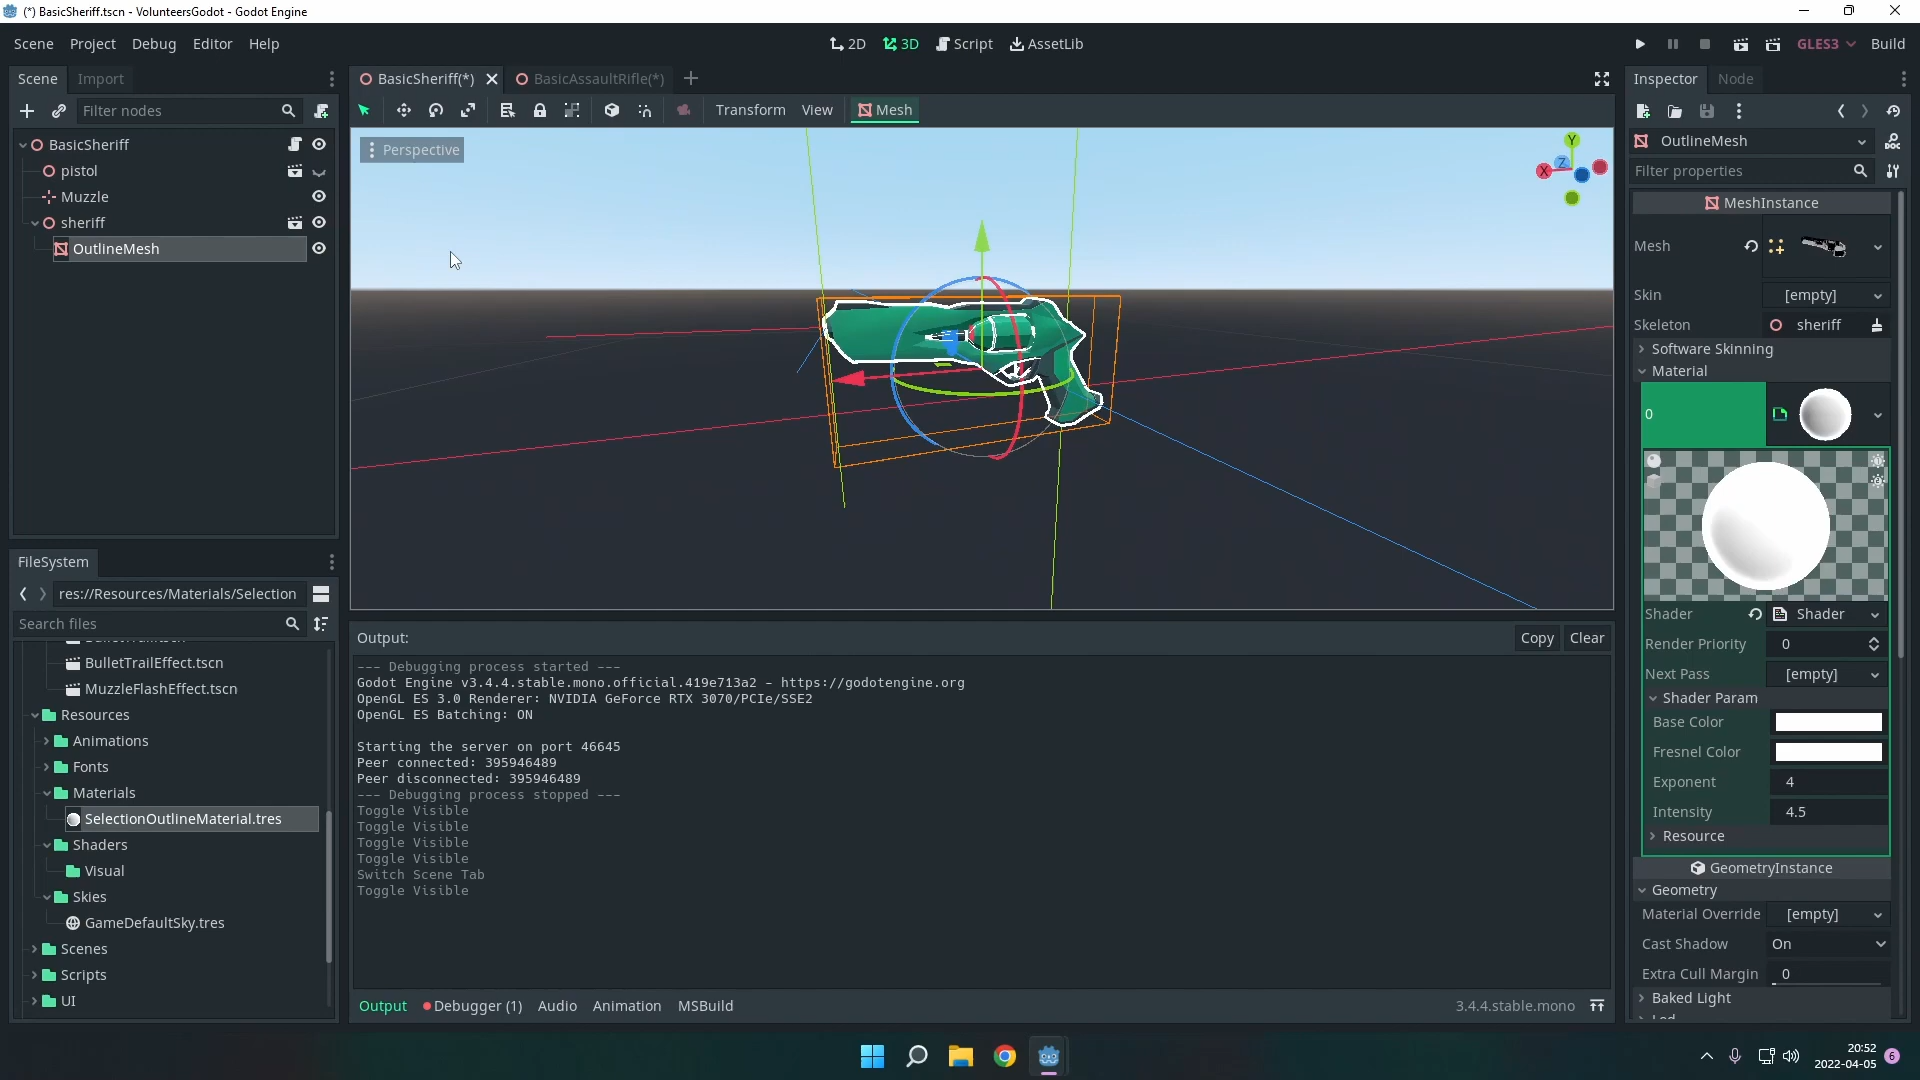 (*) BasicSheriff.tscn - VolunteersGodot - Godot Engine
Scene Project Debug Editor Help
2D 3D Script AssetLib
GLES3 Build
Scene Import
Filter nodes
BasicSheriff
pistol
Muzzle
sheriff
OutlineMesh
BasicSheriff(*) BasicAssaultRifle(*)
Transform View Mesh
Perspective
Y
X
Z
FileSystem
res://Resources/Materials/Selection
Search files
BulletTrailEffect.tscn
MuzzleFlashEffect.tscn
Resources
Animations
Fonts
Materials
SelectionOutlineMaterial.tres
Shaders
Visual
Skies
GameDefaultSky.tres
Scenes
Scripts
UI
Output:
Copy Clear
--- Debugging process started ---
Godot Engine v3.4.4.stable.mono.official.419e713a2 - https://godotengine.org
OpenGL ES 3.0 Renderer: NVIDIA GeForce RTX 3070/PCIe/SSE2
OpenGL ES Batching: ON
Starting the server on port 46645
Peer connected: 395946489
Peer disconnected: 395946489
--- Debugging process stopped ---
Toggle Visible
Toggle Visible
Toggle Visible
Toggle Visible
Switch Scene Tab
Toggle Visible
Output Debugger (1) Audio Animation MSBuild
3.4.4.stable.mono
Inspector Node
OutlineMesh
Filter properties
MeshInstance
Mesh
Skin [empty]
Skeleton sheriff
Software Skinning
Material
0
Shader Shader
Render Priority 0
Next Pass [empty]
Shader Param
Base Color
Fresnel Color
Exponent 4
Intensity 4.5
Resource
GeometryInstance
Geometry
Material Override [empty]
Cast Shadow On
Extra Cull Margin 0
Baked Light
20:52
2022-04-05
6